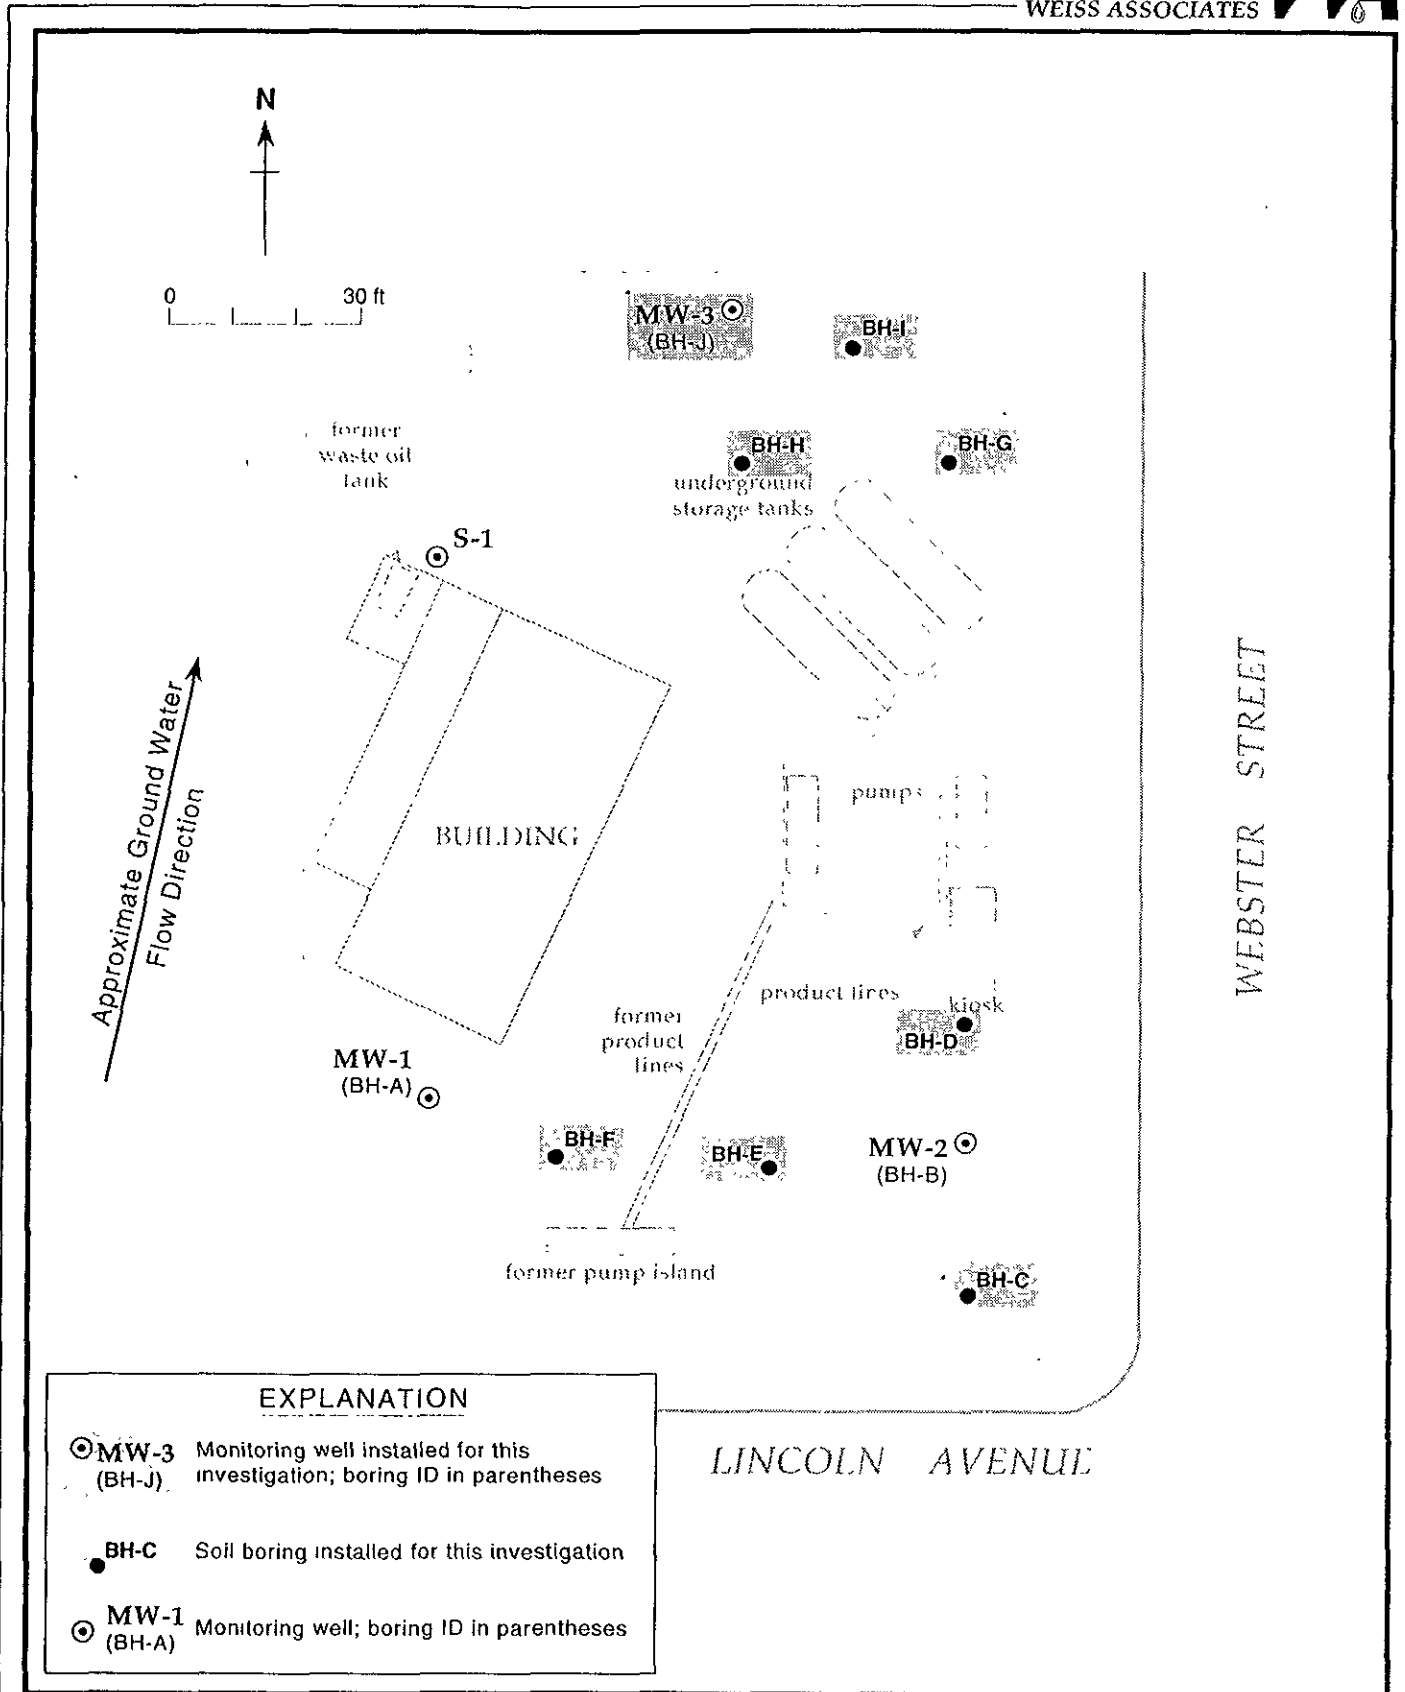 WEISS ASSOCIATES
N
0 30 ft
MW-3
(BH-J)
BH-I
former
waste oil
tank
BH-H
BH-G
underground
storage tanks
S-1
Approximate Ground Water
Flow Direction
BUILDING
pumps
WEBSTER STREET
product lines
kiosk
former
product
lines
BH-D
MW-1
(BH-A)
BH-F
BH-E
MW-2
(BH-B)
former pump island
BH-C
EXPLANATION
MW-3 Monitoring well installed for this
(BH-J) investigation; boring ID in parentheses
BH-C Soil boring installed for this investigation
MW-1
(BH-A) Monitoring well; boring ID in parentheses
LINCOLN AVENUE